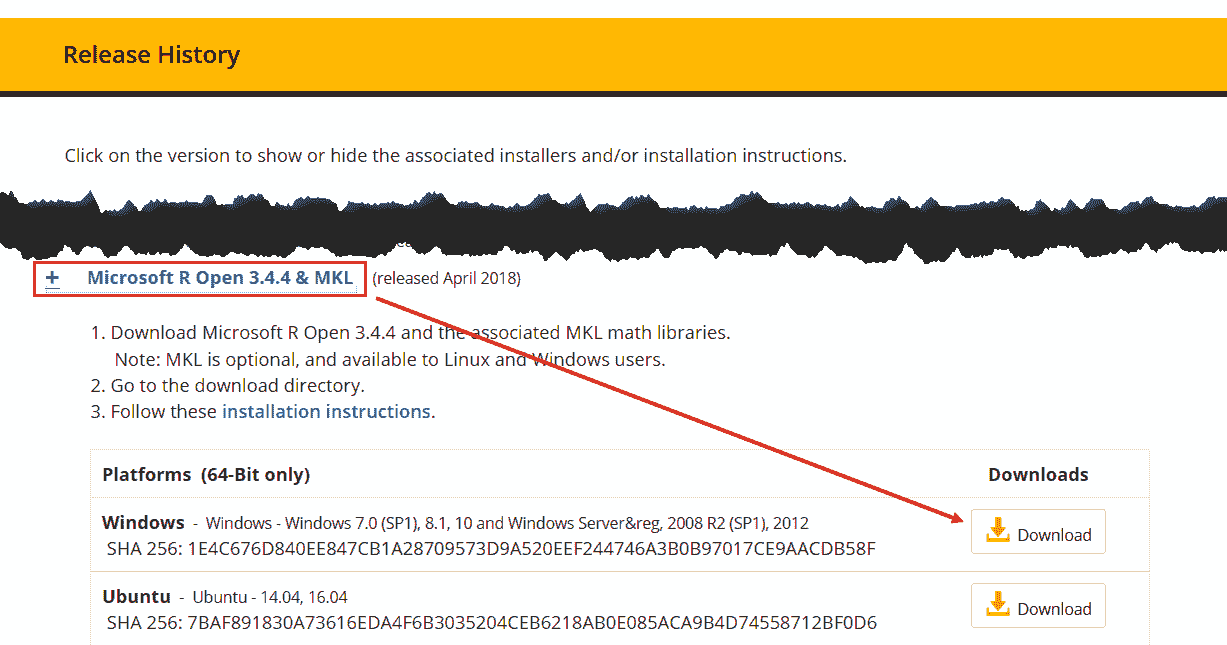 Release History
Click on the version to show or hide the associated installers and/or installation instructions.
+ Microsoft R Open 3.4.4 & MKL (released April 2018)
1. Download Microsoft R Open 3.4.4 and the associated MKL math libraries.
Note: MKL is optional, and available to Linux and Windows users.
2. Go to the download directory.
3. Follow these installation instructions.
Platforms (64-Bit only) Downloads
Windows - Windows - Windows 7.0 (SP1), 8.1, 10 and Windows Server&reg, 2008 R2 (SP1), 2012
SHA 256: 1E4C676D840EE847CB1A28709573D9A520EEF244746A3B0B97017CE9AACDB58F
Download
Ubuntu - Ubuntu - 14.04, 16.04
SHA 256: 7BAF891830A73616EDA4F6B3035204CEB6218AB0E085ACA9B4D74558712BF0D6
Download